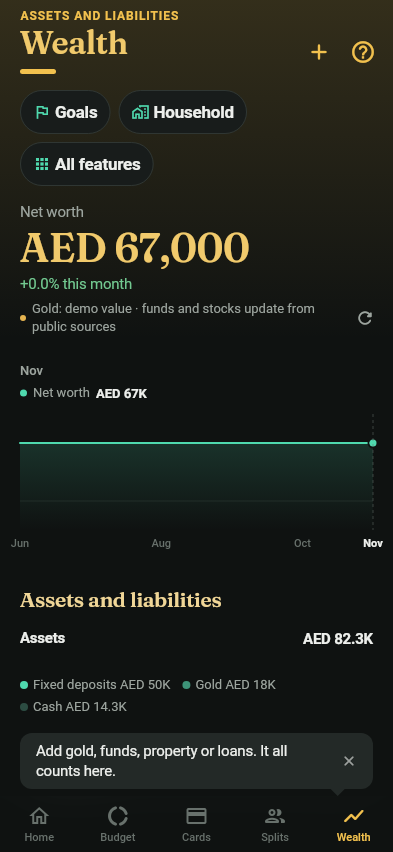 ASSETS AND LIABILITIES
Wealth
Goals
Household
All features
Net worth
AED 67,000
+0.0% this month
Gold: demo value · funds and stocks update from
public sources
Nov
Net worth AED 67K
Jun Aug Oct Nov
Assets and liabilities
Assets AED 82.3K
Fixed deposits AED 50K Gold AED 18K
Cash AED 14.3K
Add gold, funds, property or loans. It all
counts here.
Home Budget Cards Splits Wealth